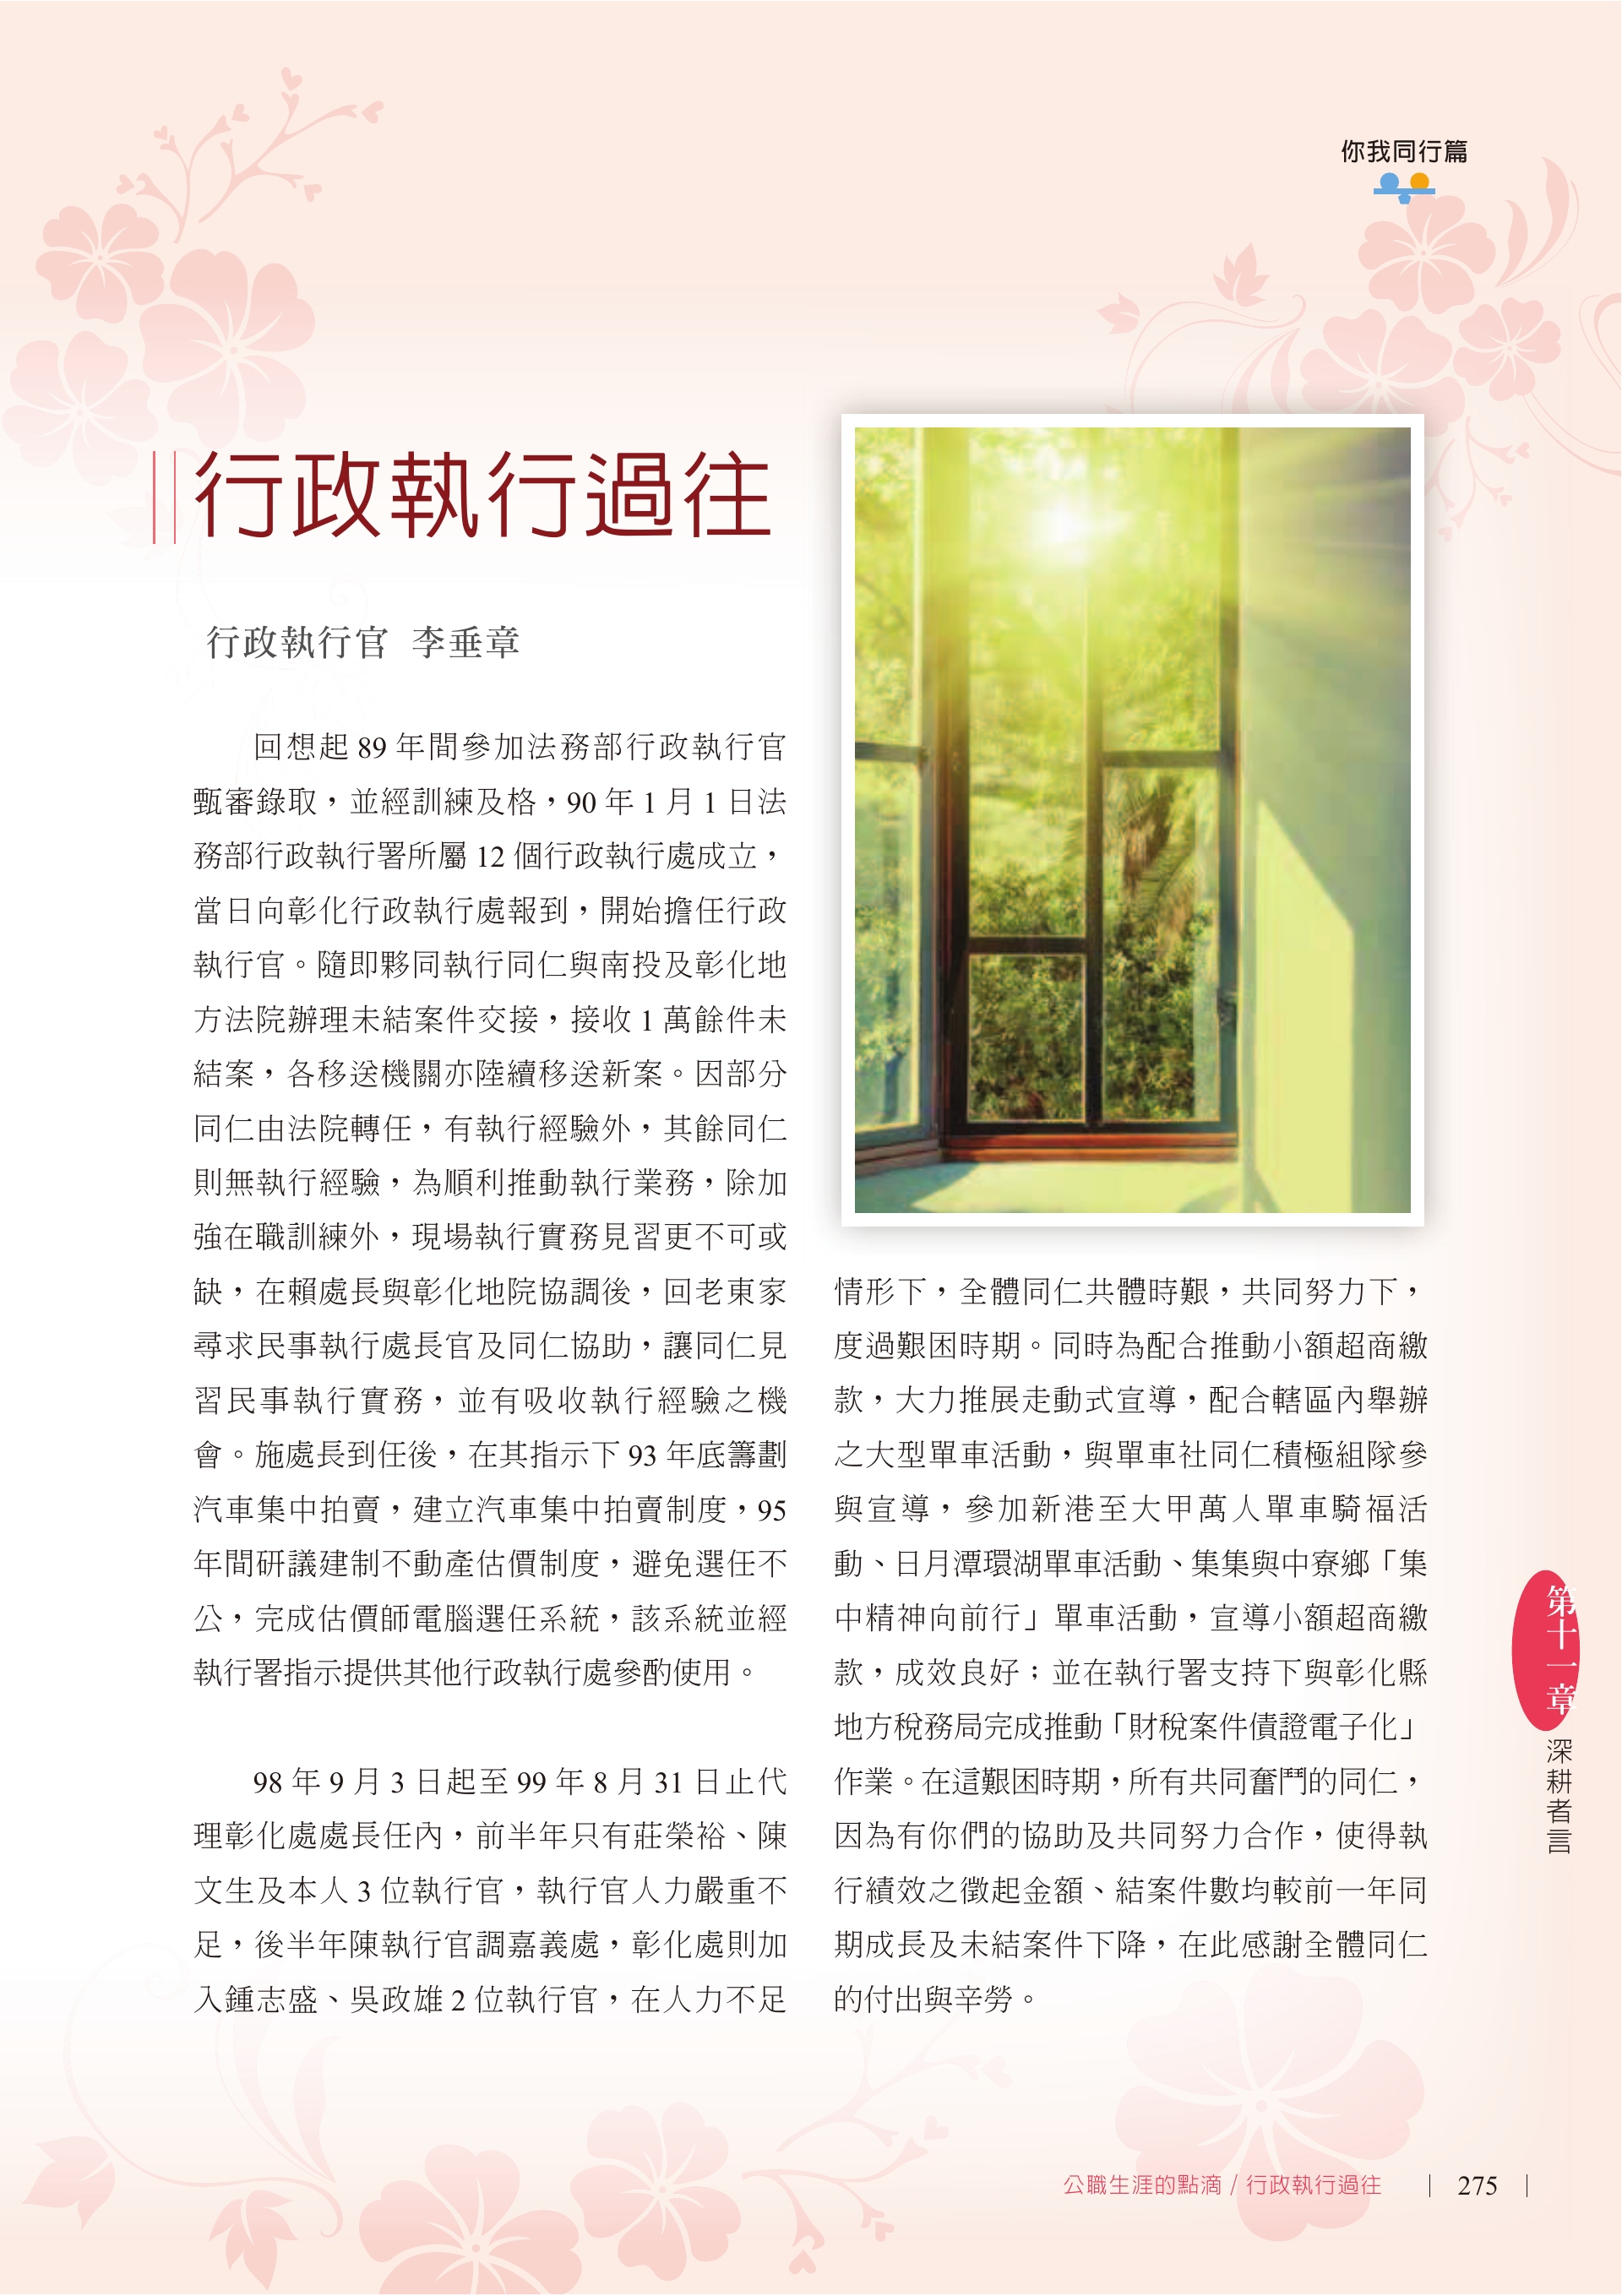 你我同行篇
行政執行過往
行政執行官 李垂章
回想起 89 年間參加法務部行政執行官
甄審錄取，並經訓練及格，90 年 1 月 1 日法
務部行政執行署所屬 12 個行政執行處成立，
當日向彰化行政執行處報到，開始擔任行政
執行官。隨即夥同執行同仁與南投及彰化地
方法院辦理未結案件交接，接收 1 萬餘件未
結案，各移送機關亦陸續移送新案。因部分
同仁由法院轉任，有執行經驗外，其餘同仁
則無執行經驗，為順利推動執行業務，除加
強在職訓練外，現場執行實務見習更不可或
缺，在賴處長與彰化地院協調後，回老東家
尋求民事執行處長官及同仁協助，讓同仁見
習民事執行實務，並有吸收執行經驗之機
會。施處長到任後，在其指示下 93 年底籌劃
汽車集中拍賣，建立汽車集中拍賣制度，95
年間研議建制不動產估價制度，避免選任不
公，完成估價師電腦選任系統，該系統並經
執行署指示提供其他行政執行處參酌使用。
98 年 9 月 3 日起至 99 年 8 月 31 日止代
理彰化處處長任內，前半年只有莊榮裕、陳
文生及本人 3 位執行官，執行官人力嚴重不
足，後半年陳執行官調嘉義處，彰化處則加
入鍾志盛、吳政雄 2 位執行官，在人力不足
情形下，全體同仁共體時艱，共同努力下，
度過艱困時期。同時為配合推動小額超商繳
款，大力推展走動式宣導，配合轄區內舉辦
之大型單車活動，與單車社同仁積極組隊參
與宣導，參加新港至大甲萬人單車騎福活
動、日月潭環湖單車活動、集集與中寮鄉「集
中精神向前行」單車活動，宣導小額超商繳
款，成效良好；並在執行署支持下與彰化縣
地方稅務局完成推動「財稅案件債證電子化」
作業。在這艱困時期，所有共同奮鬥的同仁，
因為有你們的協助及共同努力合作，使得執
行績效之徵起金額、結案件數均較前一年同
期成長及未結案件下降，在此感謝全體同仁
的付出與辛勞。
第十一章 深耕者言
公職生涯的點滴 / 行政執行過往 | 275 |